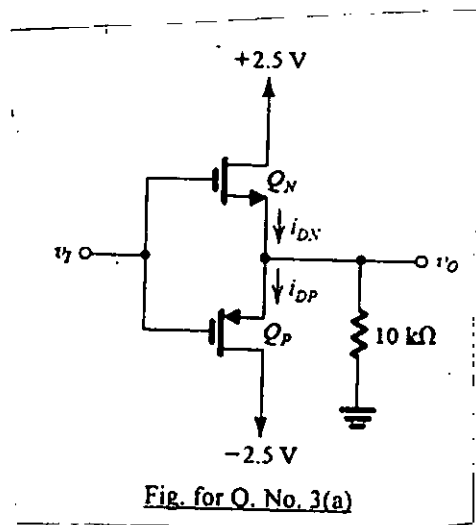 +2.5 V
Q_N
i_DN
v_I
v_O
i_DP
Q_P
10 kΩ
−2.5 V
Fig. for Q. No. 3(a)